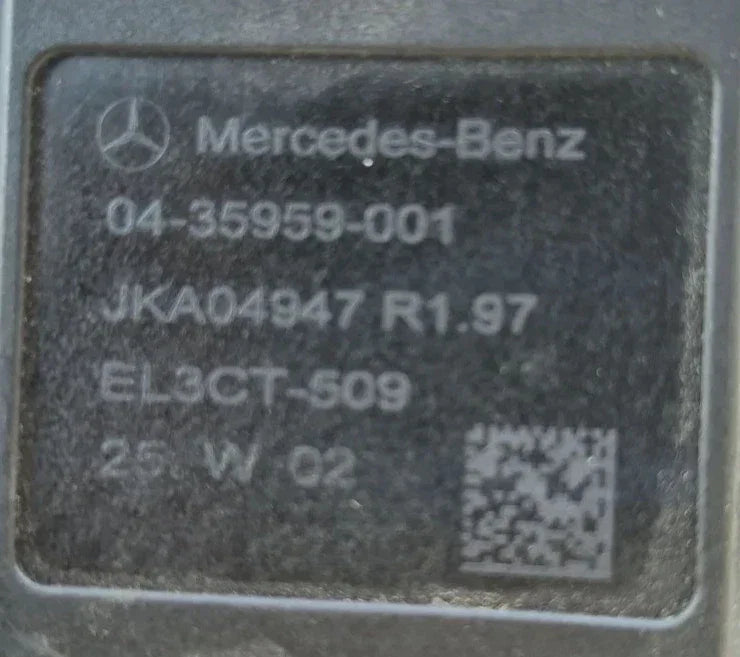 Mercedes-Benz
04-35959-001
JKA04947 R1.97
EL3CT-509
25. W 02